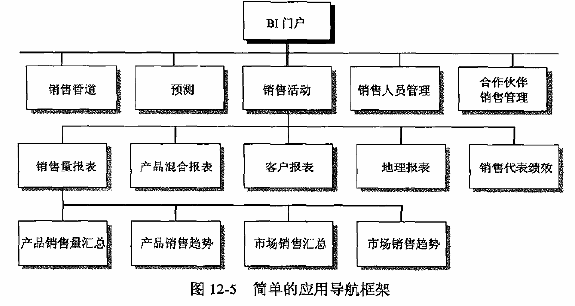 BI 门户
销售管道
预测
销售活动
销售人员管理
合作伙伴
销售管理
销售量报表
产品混合报表
客户报表
地理报表
销售代表绩效
产品销售量汇总
产品销售趋势
市场销售汇总
市场销售趋势
图 12-5 简单的应用导航框架